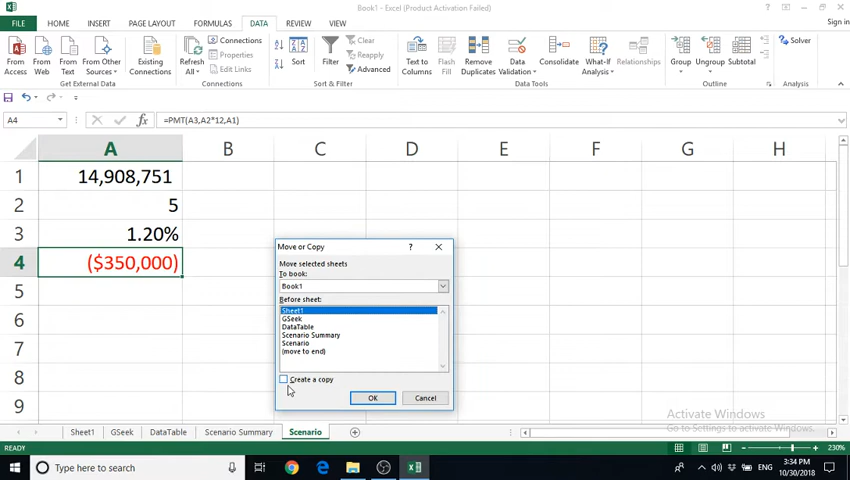 Book1 - Excel (Product Activation Failed)
FILE HOME INSERT PAGE LAYOUT FORMULAS DATA REVIEW VIEW Sign in
From Access
From Web
From Text
From Other Sources
Existing Connections
Get External Data
Refresh All
Connections
Properties
Edit Links
Connections
Sort
Filter
Clear
Reapply
Advanced
Sort & Filter
Text to Columns
Flash Fill
Remove Duplicates
Data Validation
Consolidate
What-If Analysis
Relationships
Data Tools
Group
Ungroup
Subtotal
Outline
Solver
Analysis
A4 =PMT(A3,A2*12,A1)
A B C D E F G H
1 14,908,751
2 5
3 1.20%
4 ($350,000)
5
6
7
8
9
Move or Copy ?
Move selected sheets
To book:
Book1
Before sheet:
Sheet1
GSeek
DataTable
Scenario Summary
Scenario
(move to end)
Create a copy
OK Cancel
Activate Windows
Go to Settings to activate Windows.
Sheet1 GSeek DataTable Scenario Summary Scenario
READY 230%
Type here to search
ENG
3:34 PM
10/30/2018